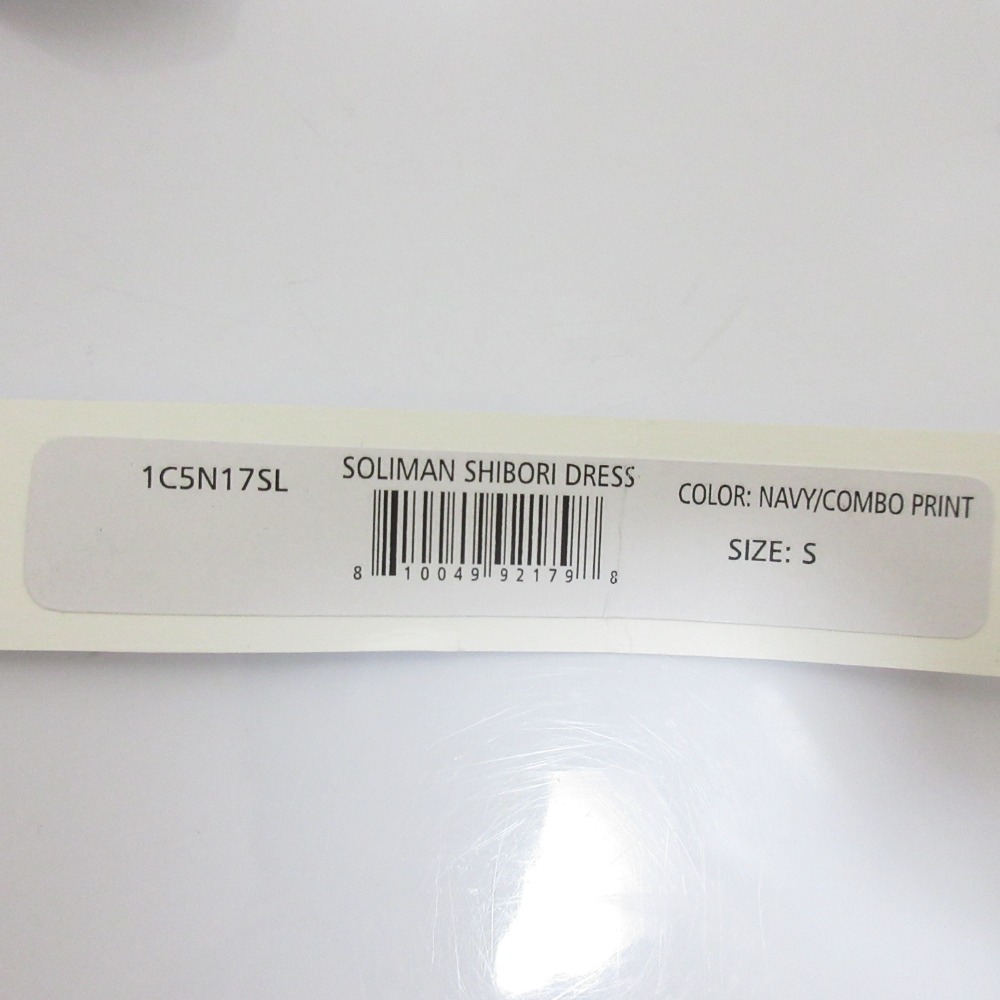 1C5N17SL
SOLIMAN SHIBORI DRESS
8 10049 92179 8
COLOR: NAVY/COMBO PRINT
SIZE: S